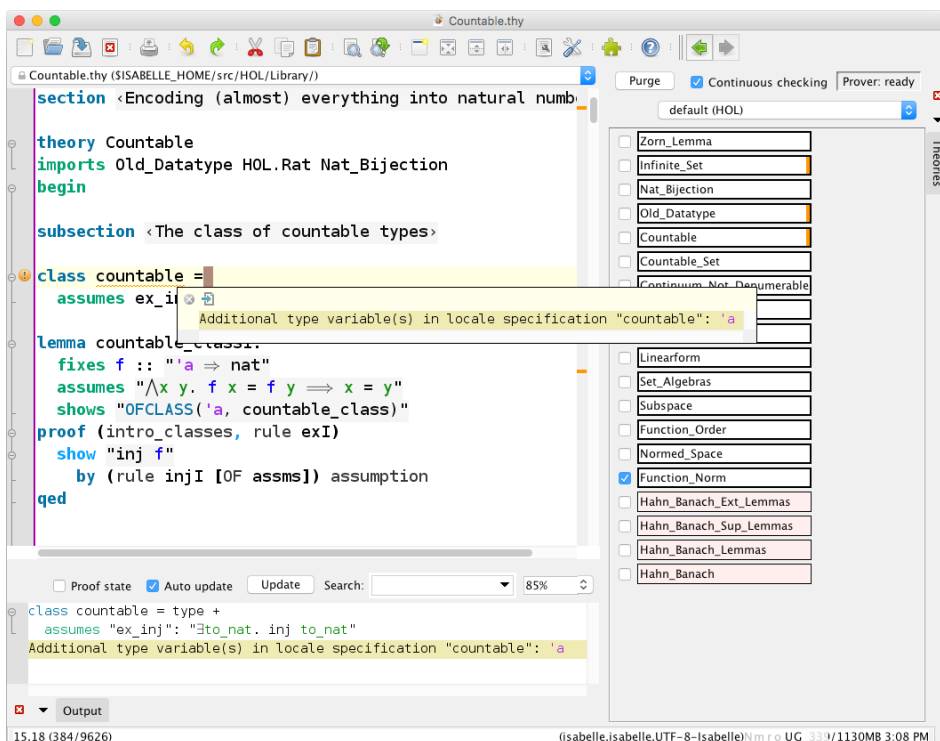 Countable.thy
Countable.thy ($ISABELLE_HOME/src/HOL/Library/)
section ‹Encoding (almost) everything into natural numb
theory Countable
imports Old_Datatype HOL.Rat Nat_Bijection
begin
subsection ‹The class of countable types›
class countable =
assumes ex_in
Additional type variable(s) in locale specification "countable": 'a
lemma countable_classI:
fixes f :: "'a ⇒ nat"
assumes "⋀x y. f x = f y ⟹ x = y"
shows "OFCLASS('a, countable_class)"
proof (intro_classes, rule exI)
show "inj f"
by (rule injI [OF assms]) assumption
qed
Proof state Auto update Update Search: 85%
class countable = type +
assumes "ex_inj": "∃to_nat. inj to_nat"
Additional type variable(s) in locale specification "countable": 'a
Output
Purge Continuous checking Prover: ready
default (HOL)
Zorn_Lemma
Infinite_Set
Nat_Bijection
Old_Datatype
Countable
Countable_Set
Continuum_Not_Denumerable
Linearform
Set_Algebras
Subspace
Function_Order
Normed_Space
Function_Norm
Hahn_Banach_Ext_Lemmas
Hahn_Banach_Sup_Lemmas
Hahn_Banach_Lemmas
Hahn_Banach
Theories
15,18 (384/9626) (isabelle,isabelle,UTF-8-Isabelle) N m r o UG 339/1130MB 3:08 PM